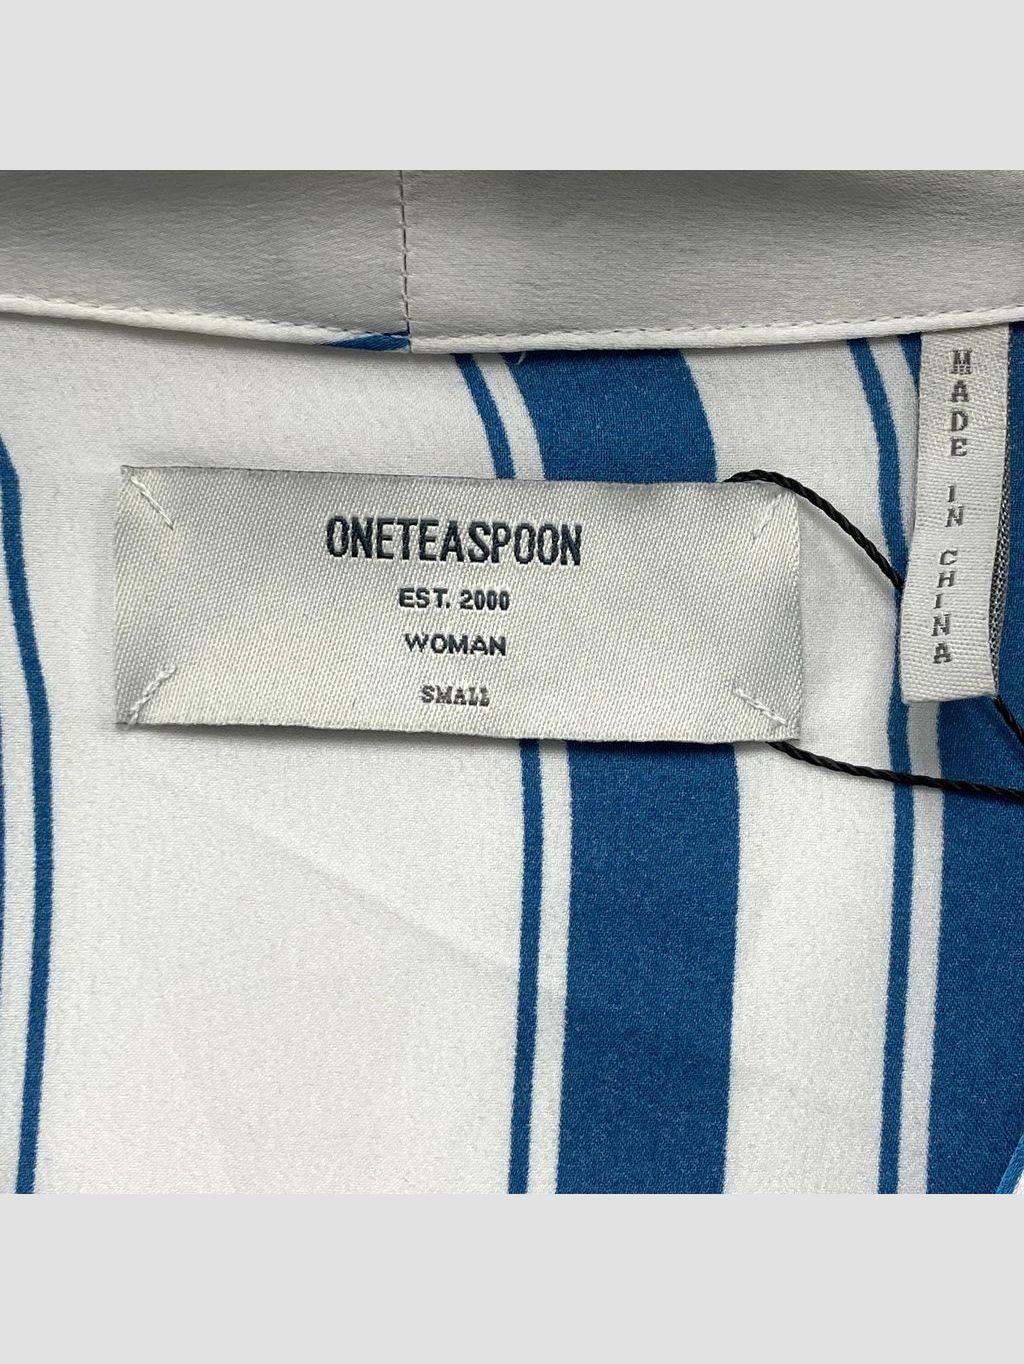 ONETEASPOON
EST. 2000
WOMAN
SMALL
MADE IN CHINA